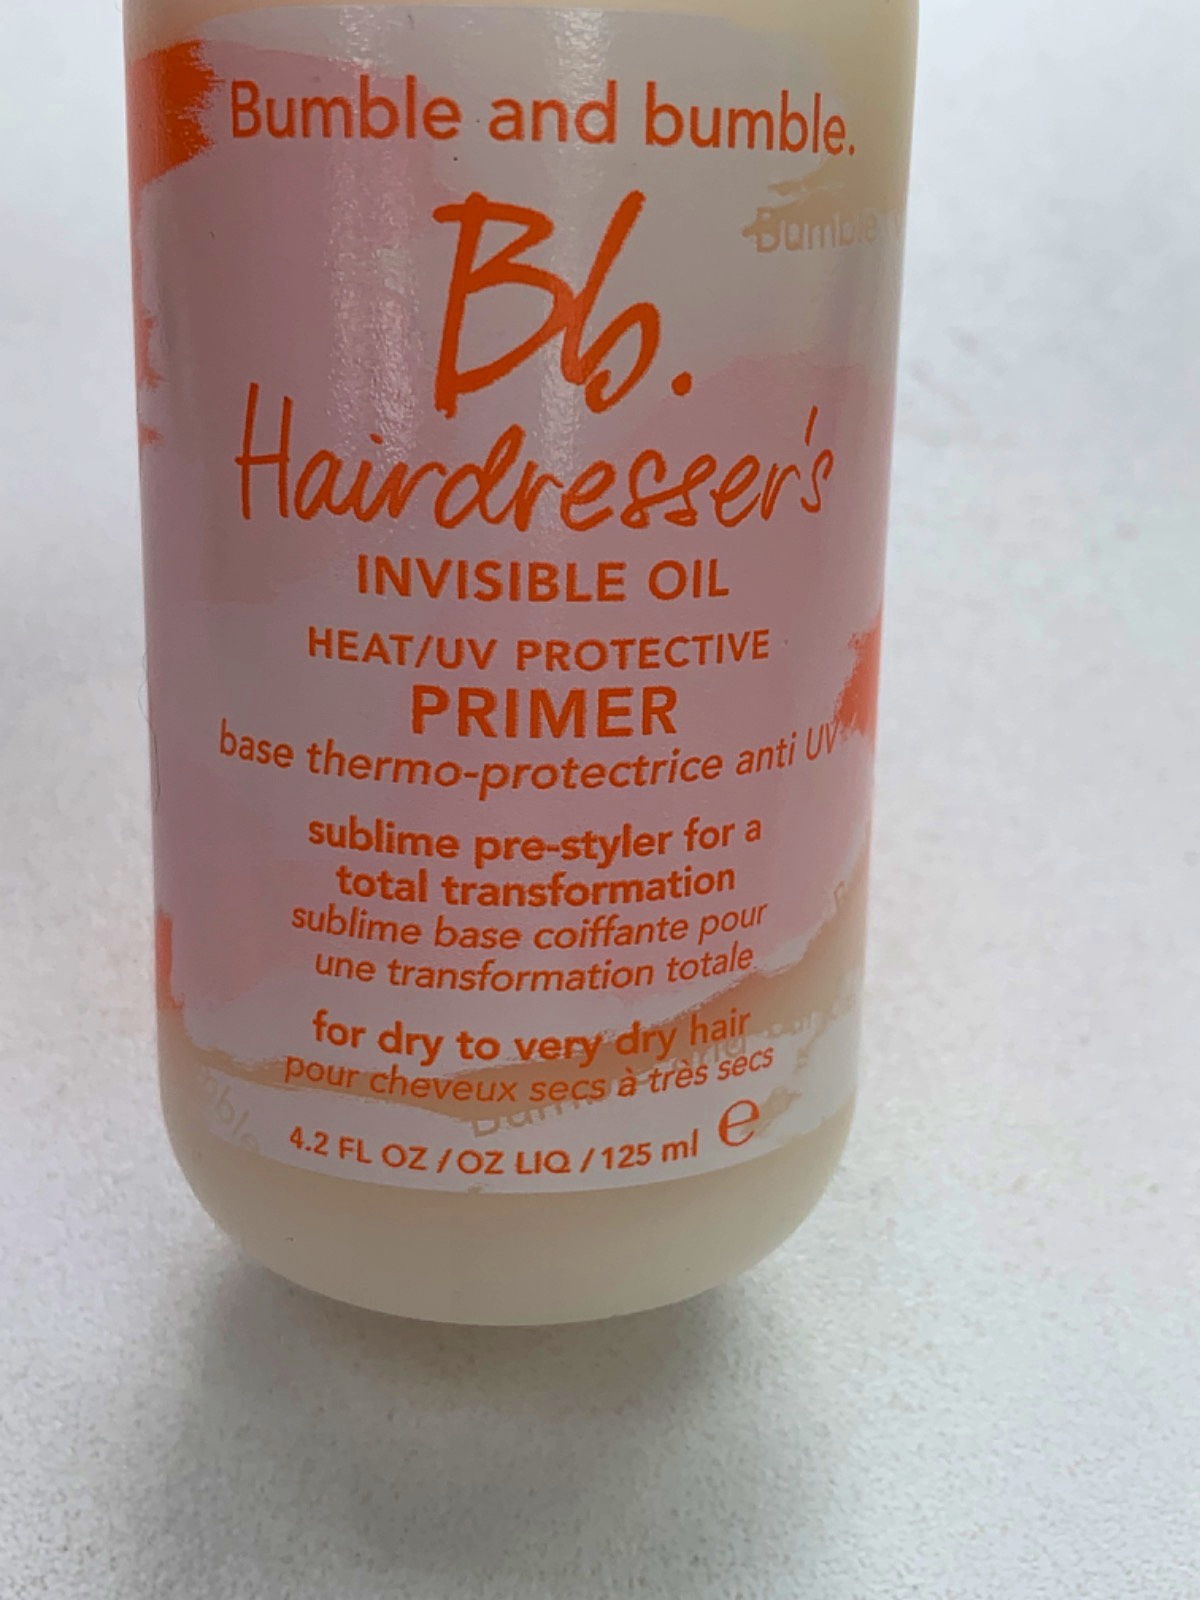 Bumble and bumble.
Bumble
Bb.
Hairdresser's
INVISIBLE OIL
HEAT/UV PROTECTIVE
PRIMER
base thermo-protectrice anti UV
sublime pre-styler for a
total transformation
sublime base coiffante pour
une transformation totale
for dry to very dry hair
pour cheveux secs à très secs
4.2 FL OZ / OZ LIQ / 125 ml e